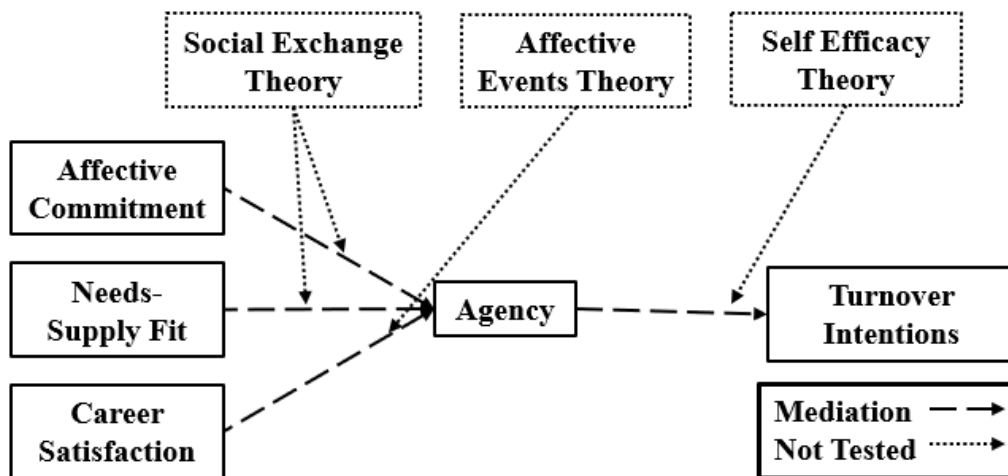 Social Exchange
Theory
Affective
Events Theory
Self Efficacy
Theory
Affective
Commitment
Needs-
Supply Fit
Career
Satisfaction
Agency
Turnover
Intentions
Mediation
Not Tested